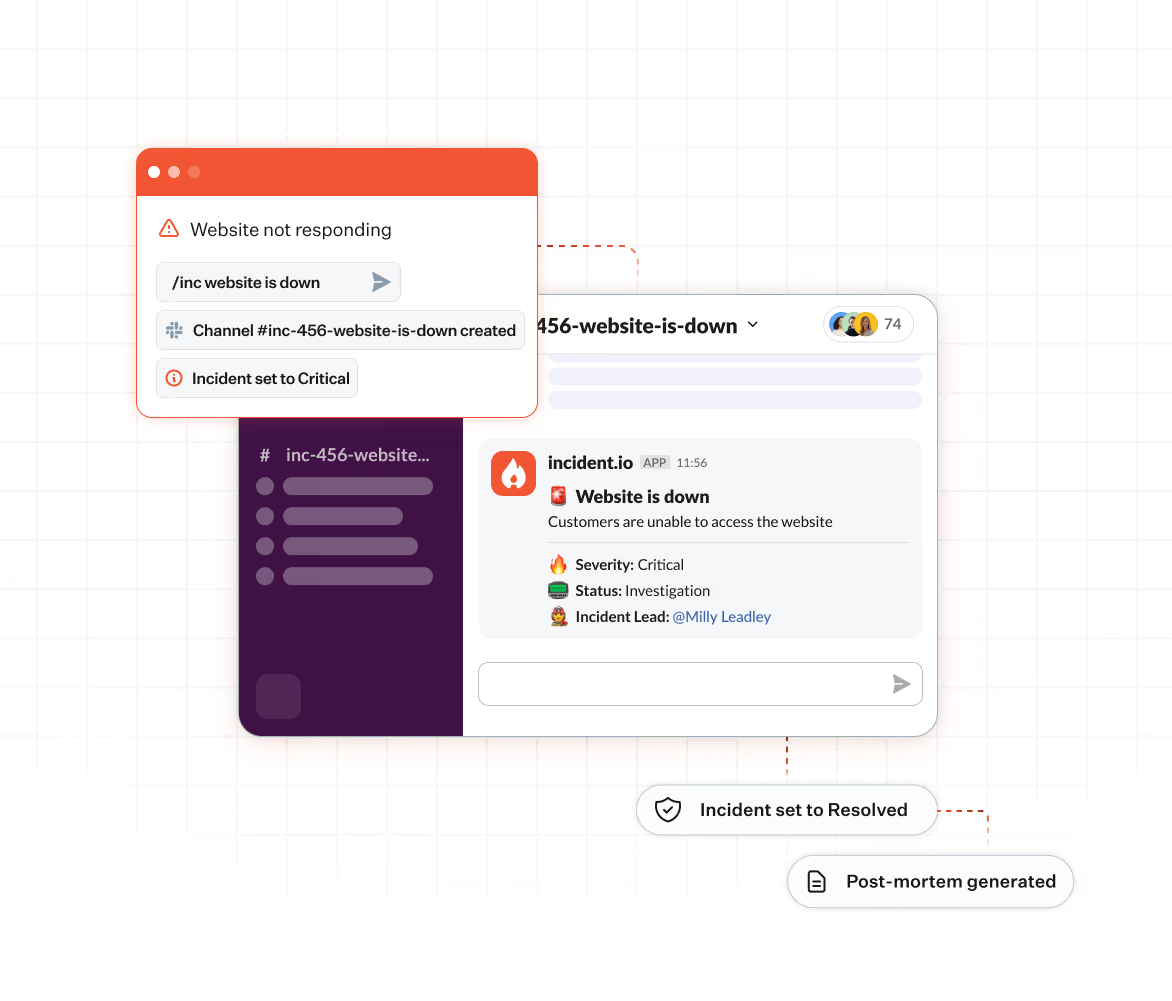 Website not responding
/inc website is down
Channel #inc-456-website-is-down created
Incident set to Critical
456-website-is-down
74
# inc-456-website...
incident.io APP 11:56
Website is down
Customers are unable to access the website
Severity: Critical
Status: Investigation
Incident Lead: @Milly Leadley
Incident set to Resolved
Post-mortem generated